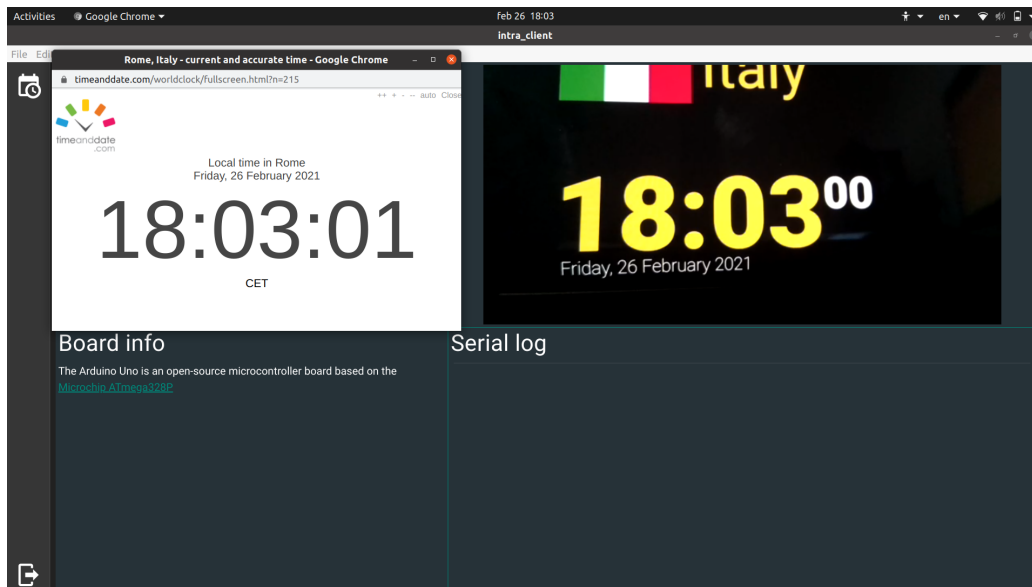 Activities
Google Chrome
feb 26 18:03
en
intra_client
File
Rome, Italy - current and accurate time - Google Chrome
timeanddate.com/worldclock/fullscreen.html?n=215
++ + - -- auto Close
timeanddate
.com
Local time in Rome
Friday, 26 February 2021
18:03:01
CET
Italy
18:03 00
Friday, 26 February 2021
Board info
The Arduino Uno is an open-source microcontroller board based on the
Microchip ATmega328P
Serial log